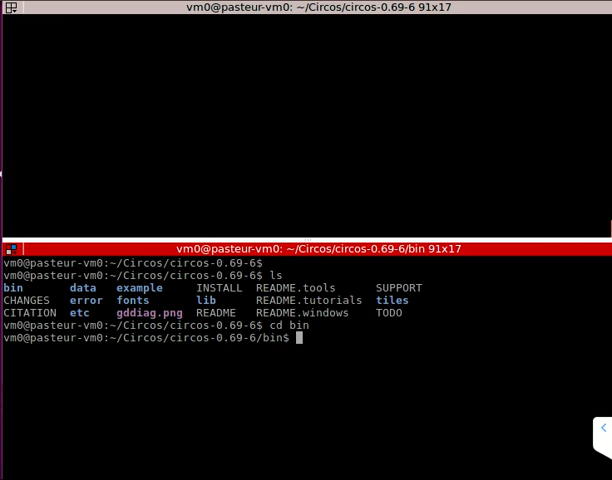 vm0@pasteur-vm0: ~/Circos/circos-0.69-6 91x17
vm0@pasteur-vm0: ~/Circos/circos-0.69-6/bin 91x17
vm0@pasteur-vm0:~/Circos/circos-0.69-6$
vm0@pasteur-vm0:~/Circos/circos-0.69-6$ ls
bin data example INSTALL README.tools SUPPORT
CHANGES error fonts lib README.tutorials tiles
CITATION etc gddiag.png README README.windows TODO
vm0@pasteur-vm0:~/Circos/circos-0.69-6$ cd bin
vm0@pasteur-vm0:~/Circos/circos-0.69-6/bin$